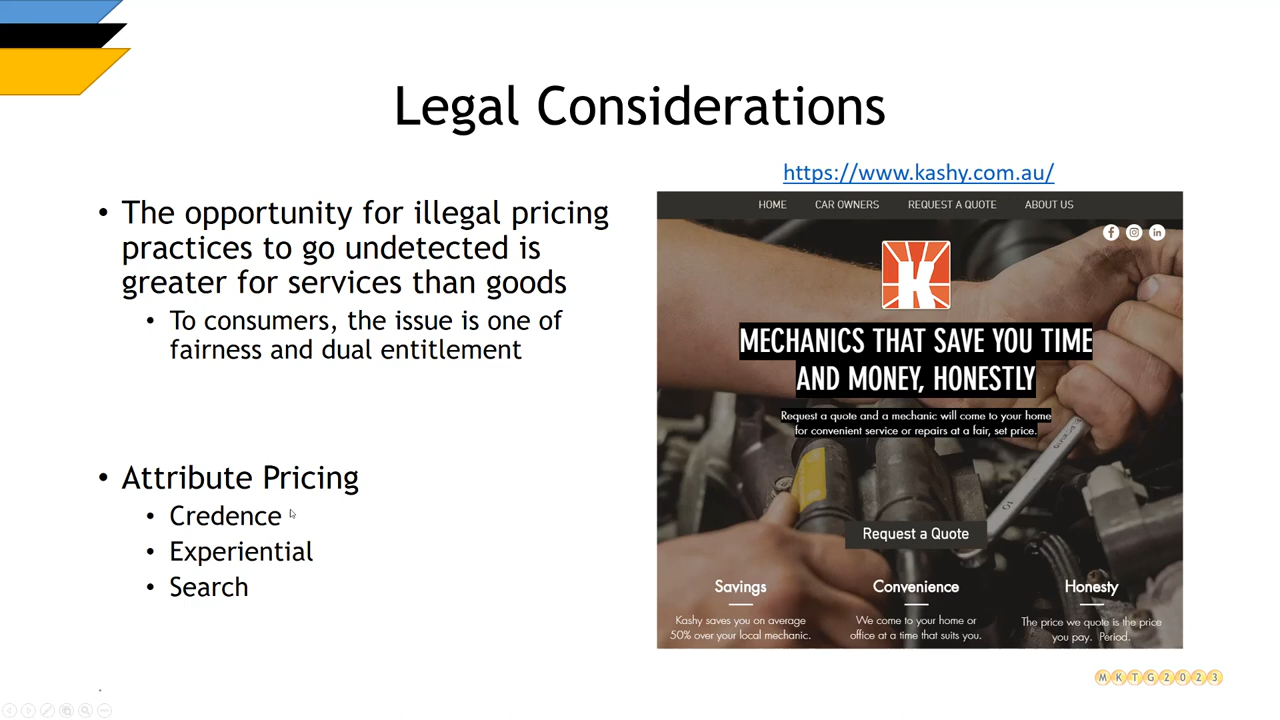 Legal Considerations
• The opportunity for illegal pricing
practices to go undetected is
greater for services than goods
• To consumers, the issue is one of
fairness and dual entitlement
• Attribute Pricing
• Credence
• Experiential
• Search
https://www.kashy.com.au/
HOME CAR OWNERS REQUEST A QUOTE ABOUT US
K
MECHANICS THAT SAVE YOU TIME
AND MONEY, HONESTLY
Request a quote and a mechanic will come to your home
for convenient service or repairs at a fair, set price.
Request a Quote
Savings Convenience Honesty
Kashy saves you on average We come to your home or The price we quote is the price
50% over your local mechanic. office at a time that suits you. you pay. Period.
MKTG2023